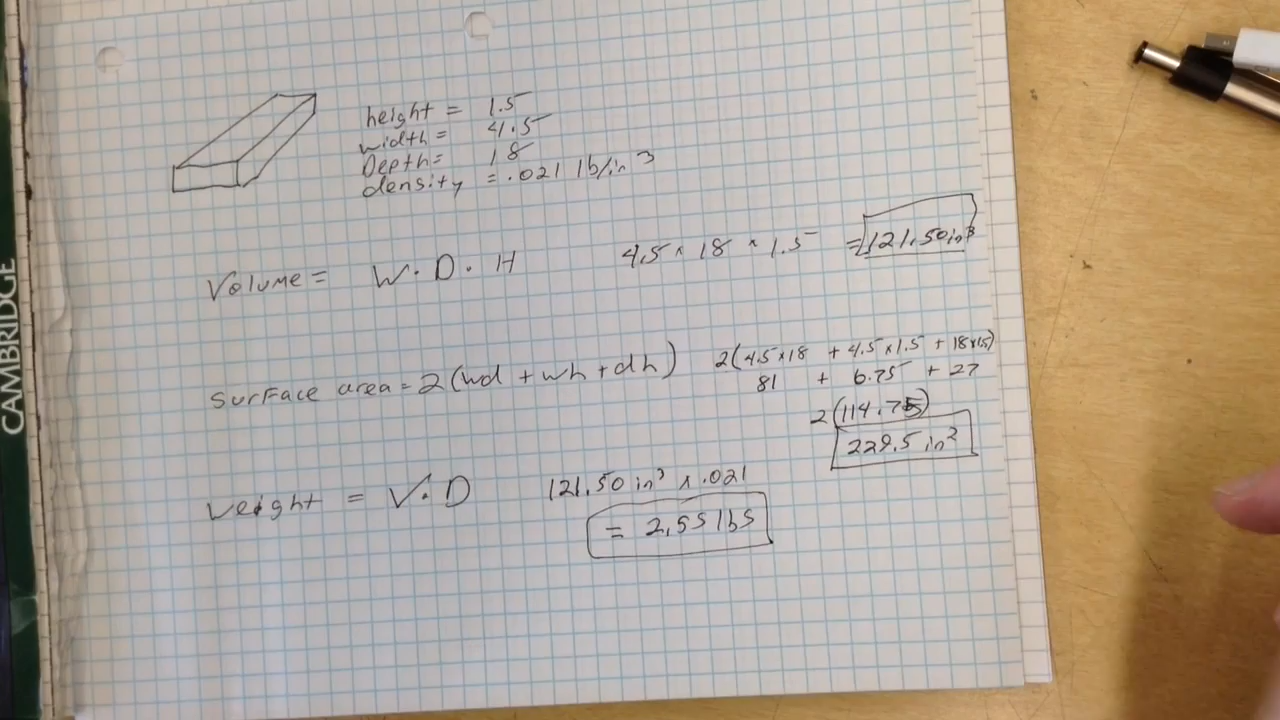 CAMBRIDGE
height = 1.5
width = 4.5
Depth = 18
density = .021 lb/in³
Volume = W · D · H 4.5 × 18 × 1.5 = 121.50 in³
Surface area = 2(wd + wh + dh) 2(4.5×18 + 4.5×1.5 + 18×1.5)
81 + 6.75 + 27
2(114.75)
229.5 in²
weight = V · D 121.50 in³ × .021
= 2.55 lbs